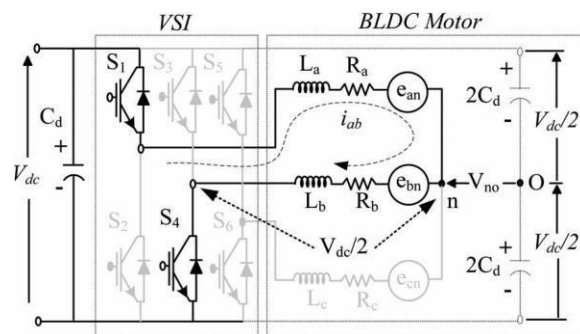 VSI BLDC Motor
S1 S3 S5
La Ra ean
+
2Cd
-
Vdc/2
Cd
+
-
iab
Vdc
Vno O
ebn
n
Lb Rb
S2 S4 S6
Vdc/2
+
2Cd
-
Vdc/2
ecn
Lc Rc